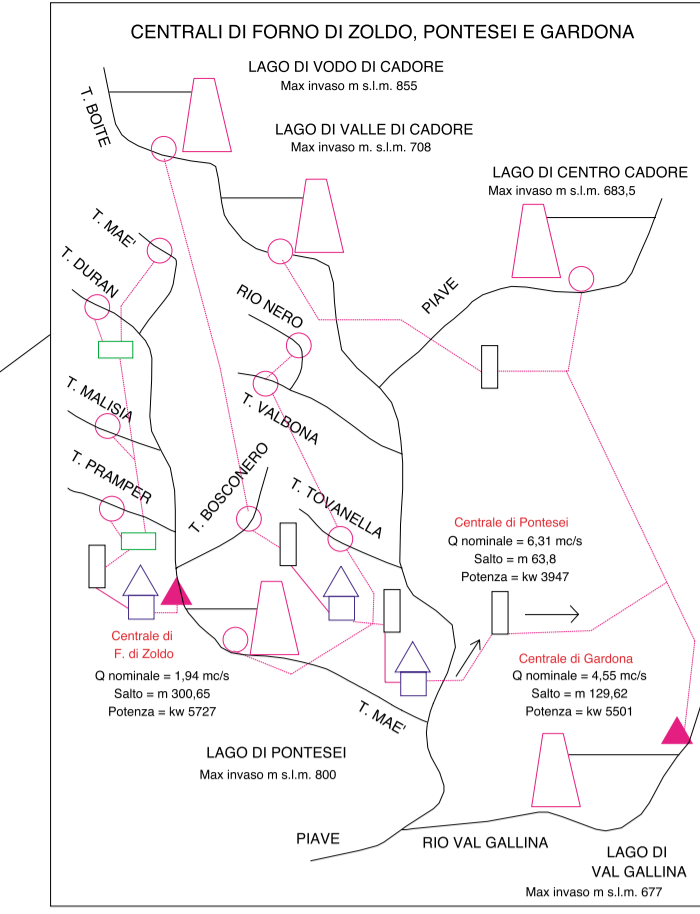 CENTRALI DI FORNO DI ZOLDO, PONTESEI E GARDONA
LAGO DI VODO DI CADORE
Max invaso m s.l.m. 855
T. BOITE
LAGO DI VALLE DI CADORE
Max invaso m. s.l.m. 708
LAGO DI CENTRO CADORE
Max invaso m s.l.m. 683,5
T. MAE'
T. DURAN
RIO NERO
PIAVE
T. MALISIA
T. VALBONA
T. PRAMPER
T. BOSCONERO
T. TOVANELLA
Centrale di Pontesei
Q nominale = 6,31 mc/s
Salto = m 63,8
Potenza = kw 3947
Centrale di
F. di Zoldo
Q nominale = 1,94 mc/s
Salto = m 300,65
Potenza = kw 5727
Centrale di Gardona
Q nominale = 4,55 mc/s
Salto = m 129,62
Potenza = kw 5501
T. MAE'
LAGO DI PONTESEI
Max invaso m s.l.m. 800
PIAVE
RIO VAL GALLINA
LAGO DI
VAL GALLINA
Max invaso m s.l.m. 677